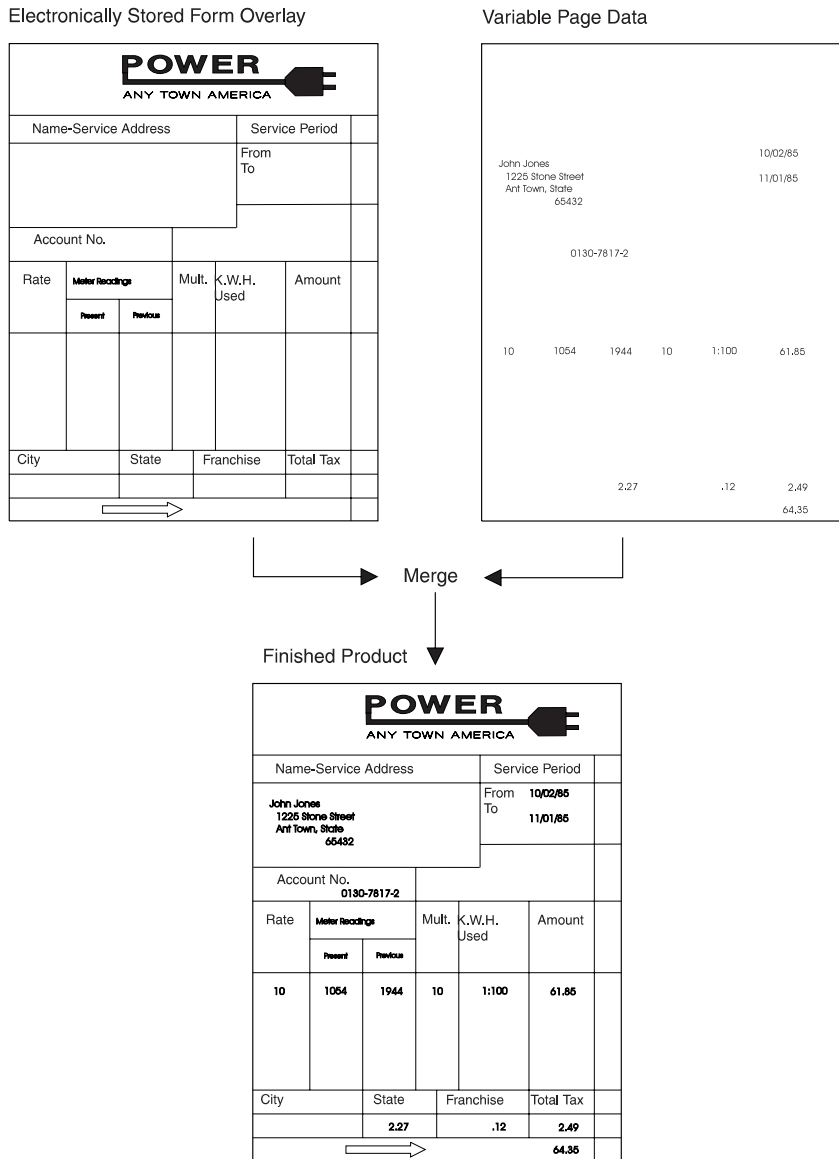 Electronically Stored Form Overlay
POWER
ANY TOWN AMERICA
Name-Service Address Service Period
From
To
Account No.
Rate Meter Readings Mult. K.W.H. Used Amount
Present Previous
City State Franchise Total Tax
Variable Page Data
10/02/85
John Jones
1225 Stone Street
11/01/85
Ant Town, State
65432
0130-7817-2
10 1054 1944 10 1:100 61.85
2.27 .12 2.49
64,35
Merge
Finished Product
POWER
ANY TOWN AMERICA
Name-Service Address Service Period
From 10/02/85
To
John Jones
1225 Stone Street
11/01/85
Ant Town, State
65432
Account No.
0130-7817-2
Rate Meter Readings Mult. K.W.H. Used Amount
Present Previous
10 1054 1944 10 1:100 61.85
City State Franchise Total Tax
2.27 .12 2.49
64.35